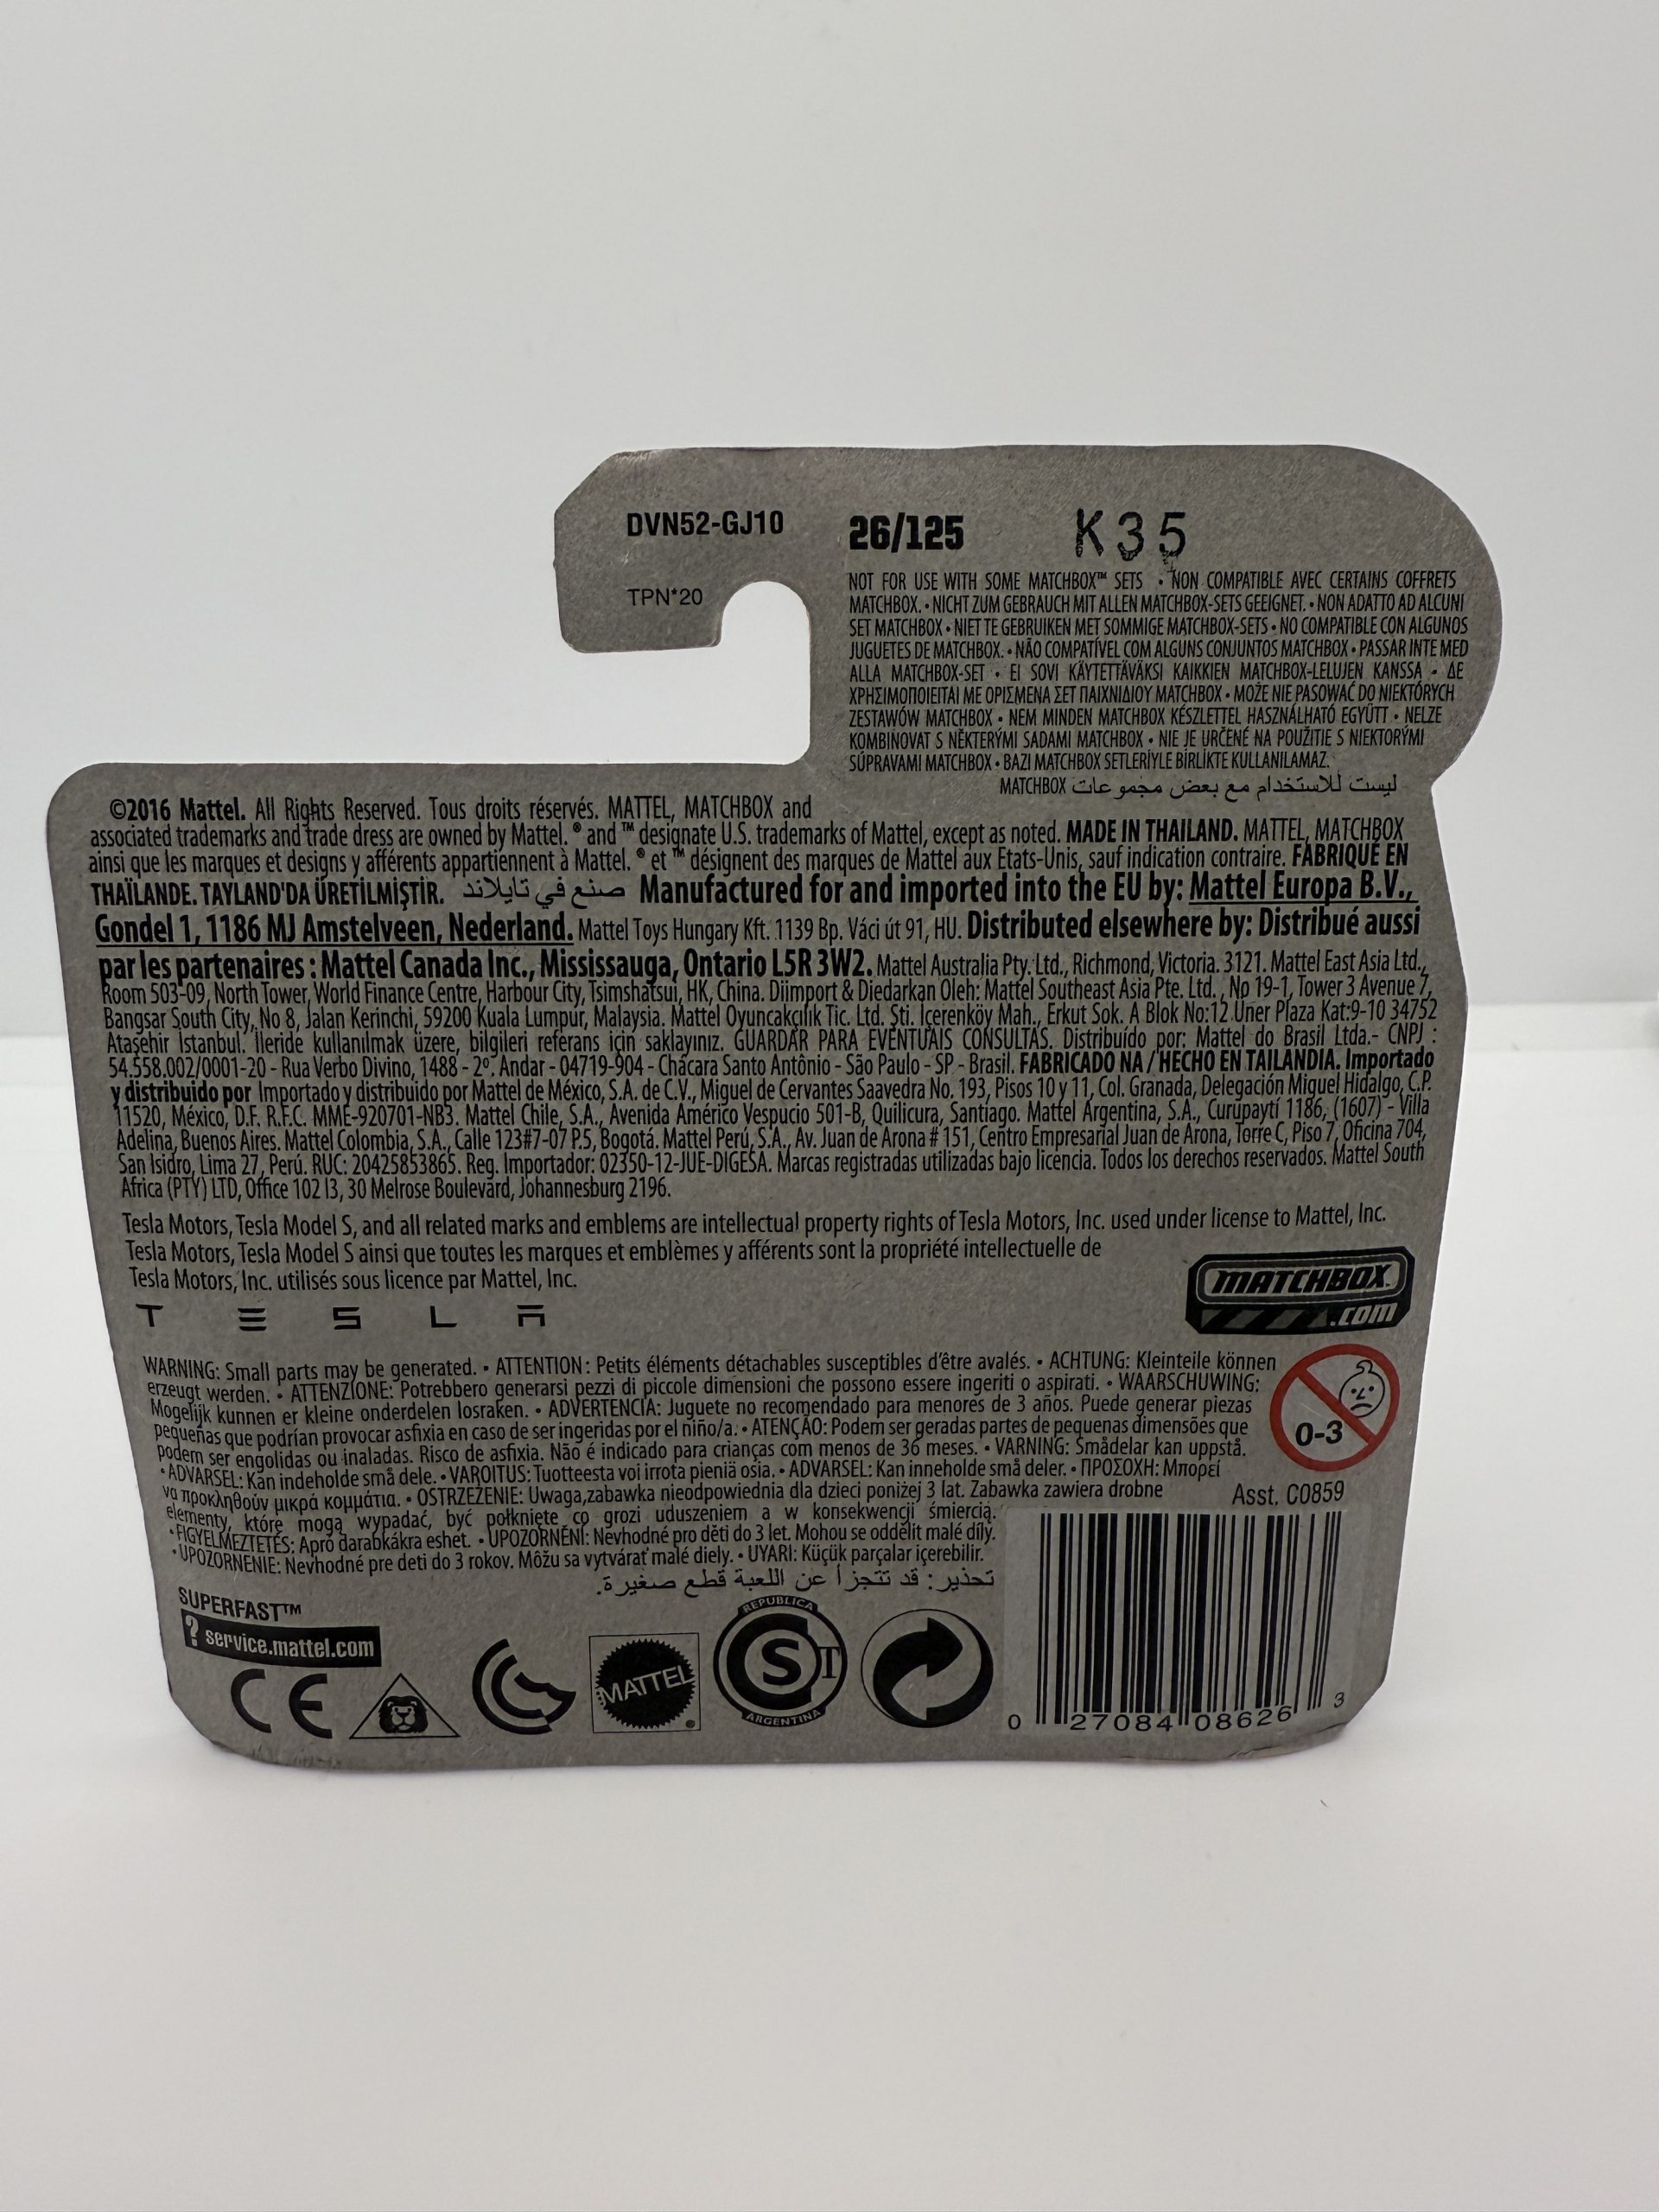 DVN52-GJ10
TPN*20
26/125
K35
NOT FOR USE WITH SOME MATCHBOX™ SETS • NON COMPATIBLE AVEC CERTAINS COFFRETS
MATCHBOX. • NICHT ZUM GEBRAUCH MIT ALLEN MATCHBOX-SETS GEEIGNET. • NON ADATTO AD ALCUNI
SET MATCHBOX • NIET TE GEBRUIKEN MET SOMMIGE MATCHBOX-SETS • NO COMPATIBLE CON ALGUNOS
JUGUETES DE MATCHBOX. • NÃO COMPATÍVEL COM ALGUNS CONJUNTOS MATCHBOX • PASSAR INTE MED
ALLA MATCHBOX-SET • EI SOVI KÄYTETTÄVÄKSI KAIKKIEN MATCHBOX-LELUJEN KANSSA • ΔΕ
ΧΡΗΣΙΜΟΠΟΙΕΙΤΑΙ ΜΕ ΟΡΙΣΜΕΝΑ ΣΕΤ ΠΑΙΧΝΙΔΙΟΥ MATCHBOX • MOŻE NIE PASOWAĆ DO NIEKTÓRYCH
ZESTAWÓW MATCHBOX • NEM MINDEN MATCHBOX KÉSZLETTEL HASZNÁLHATÓ EGYÜTT • NELZE
KOMBINOVAT S NĚKTERÝMI SADAMI MATCHBOX • NIE JE URČENÉ NA POUŽITIE S NIEKTORÝMI
SÚPRAVAMI MATCHBOX • BAZI MATCHBOX SETLERİYLE BİRLİKTE KULLANILAMAZ.
ليست للاستخدام مع بعض مجموعات MATCHBOX
©2016 Mattel. All Rights Reserved. Tous droits réservés. MATTEL, MATCHBOX and
associated trademarks and trade dress are owned by Mattel. ® and ™ designate U.S. trademarks of Mattel, except as noted. MADE IN THAILAND. MATTEL, MATCHBOX
ainsi que les marques et designs y afférents appartiennent à Mattel. ® et ™ désignent des marques de Mattel aux Etats-Unis, sauf indication contraire. FABRIQUÉ EN
THAÏLANDE. TAYLAND'DA ÜRETİLMİŞTİR. صنع في تايلاند Manufactured for and imported into the EU by: Mattel Europa B.V.,
Gondel 1, 1186 MJ Amstelveen, Nederland. Mattel Toys Hungary Kft. 1139 Bp. Váci út 91, HU. Distributed elsewhere by: Distribué aussi
par les partenaires : Mattel Canada Inc., Mississauga, Ontario L5R 3W2. Mattel Australia Pty. Ltd., Richmond, Victoria. 3121. Mattel East Asia Ltd.,
Room 503-09, North Tower, World Finance Centre, Harbour City, Tsimshatsui, HK, China. Diimport & Diedarkan Oleh: Mattel Southeast Asia Pte. Ltd. , No 19-1, Tower 3 Avenue 7,
Bangsar South City, No 8, Jalan Kerinchi, 59200 Kuala Lumpur, Malaysia. Mattel Oyuncakçılık Tic. Ltd. Şti. İçerenköy Mah., Erkut Sok. A Blok No:12 Üner Plaza Kat:9-10 34752
Ataşehir İstanbul. İleride kullanılmak üzere, bilgileri referans için saklayınız. GUARDAR PARA EVENTUAIS CONSULTAS. Distribuído por: Mattel do Brasil Ltda.- CNPJ :
54.558.002/0001-20 - Rua Verbo Divino, 1488 - 2º. Andar - 04719-904 - Chácara Santo Antônio - São Paulo - SP - Brasil. FABRICADO NA / HECHO EN TAILANDIA. Importado
y distribuido por Importado y distribuido por Mattel de México, S.A. de C.V., Miguel de Cervantes Saavedra No. 193, Pisos 10 y 11, Col. Granada, Delegación Miguel Hidalgo, C.P.
11520, México, D.F. R.F.C. MME-920701-NB3. Mattel Chile, S.A., Avenida Américo Vespucio 501-B, Quilicura, Santiago. Mattel Argentina, S.A., Curupaytí 1186, (1607) - Villa
Adelina, Buenos Aires. Mattel Colombia, S.A., Calle 123#7-07 P.5, Bogotá. Mattel Perú, S.A., Av. Juan de Arona # 151, Centro Empresarial Juan de Arona, Torre C, Piso 7, Oficina 704,
San Isidro, Lima 27, Perú. RUC: 20425853865. Reg. Importador: 02350-12-JUE-DIGESA. Marcas registradas utilizadas bajo licencia. Todos los derechos reservados. Mattel South
Africa (PTY) LTD, Office 102 I3, 30 Melrose Boulevard, Johannesburg 2196.
Tesla Motors, Tesla Model S, and all related marks and emblems are intellectual property rights of Tesla Motors, Inc. used under license to Mattel, Inc.
Tesla Motors, Tesla Model S ainsi que toutes les marques et emblèmes y afférents sont la propriété intellectuelle de
Tesla Motors, Inc. utilisés sous licence par Mattel, Inc.
TESLA
MATCHBOX
.COM
WARNING: Small parts may be generated. • ATTENTION : Petits éléments détachables susceptibles d'être avalés. • ACHTUNG: Kleinteile können
erzeugt werden. • ATTENZIONE: Potrebbero generarsi pezzi di piccole dimensioni che possono essere ingeriti o aspirati. • WAARSCHUWING:
Mogelijk kunnen er kleine onderdelen losraken. • ADVERTENCIA: Juguete no recomendado para menores de 3 años. Puede generar piezas
pequeñas que podrían provocar asfixia en caso de ser ingeridas por el niño/a. • ATENÇÃO: Podem ser geradas partes de pequenas dimensões que
podem ser engolidas ou inaladas. Risco de asfixia. Não é indicado para crianças com menos de 36 meses. • VARNING: Smådelar kan uppstå.
• ADVARSEL: Kan indeholde små dele. • VAROITUS: Tuotteesta voi irrota pieniä osia. • ADVARSEL: Kan inneholde små deler. • ΠΡΟΣΟΧΗ: Μπορεί
να προκληθούν μικρά κομμάτια. • OSTRZEŻENIE: Uwaga,zabawka nieodpowiednia dla dzieci poniżej 3 lat. Zabawka zawiera drobne
elementy, które mogą wypadać, być połknięte co grozi uduszeniem a w konsekwencji śmiercią.
• FIGYELMEZTETÉS: Apró darabkákra eshet. • UPOZORNĚNÍ: Nevhodné pro děti do 3 let. Mohou se oddělit malé díly.
• UPOZORNENIE: Nevhodné pre deti do 3 rokov. Môžu sa vytvárať malé diely. • UYARI: Küçük parçalar içerebilir.
تحذير: قد تتجزأ عن اللعبة قطع صغيرة.
0-3
Asst. C0859
SUPERFAST™
? service.mattel.com
CE
MATTEL®
REPUBLICA
S T
ARGENTINA
0 27084 08626 3